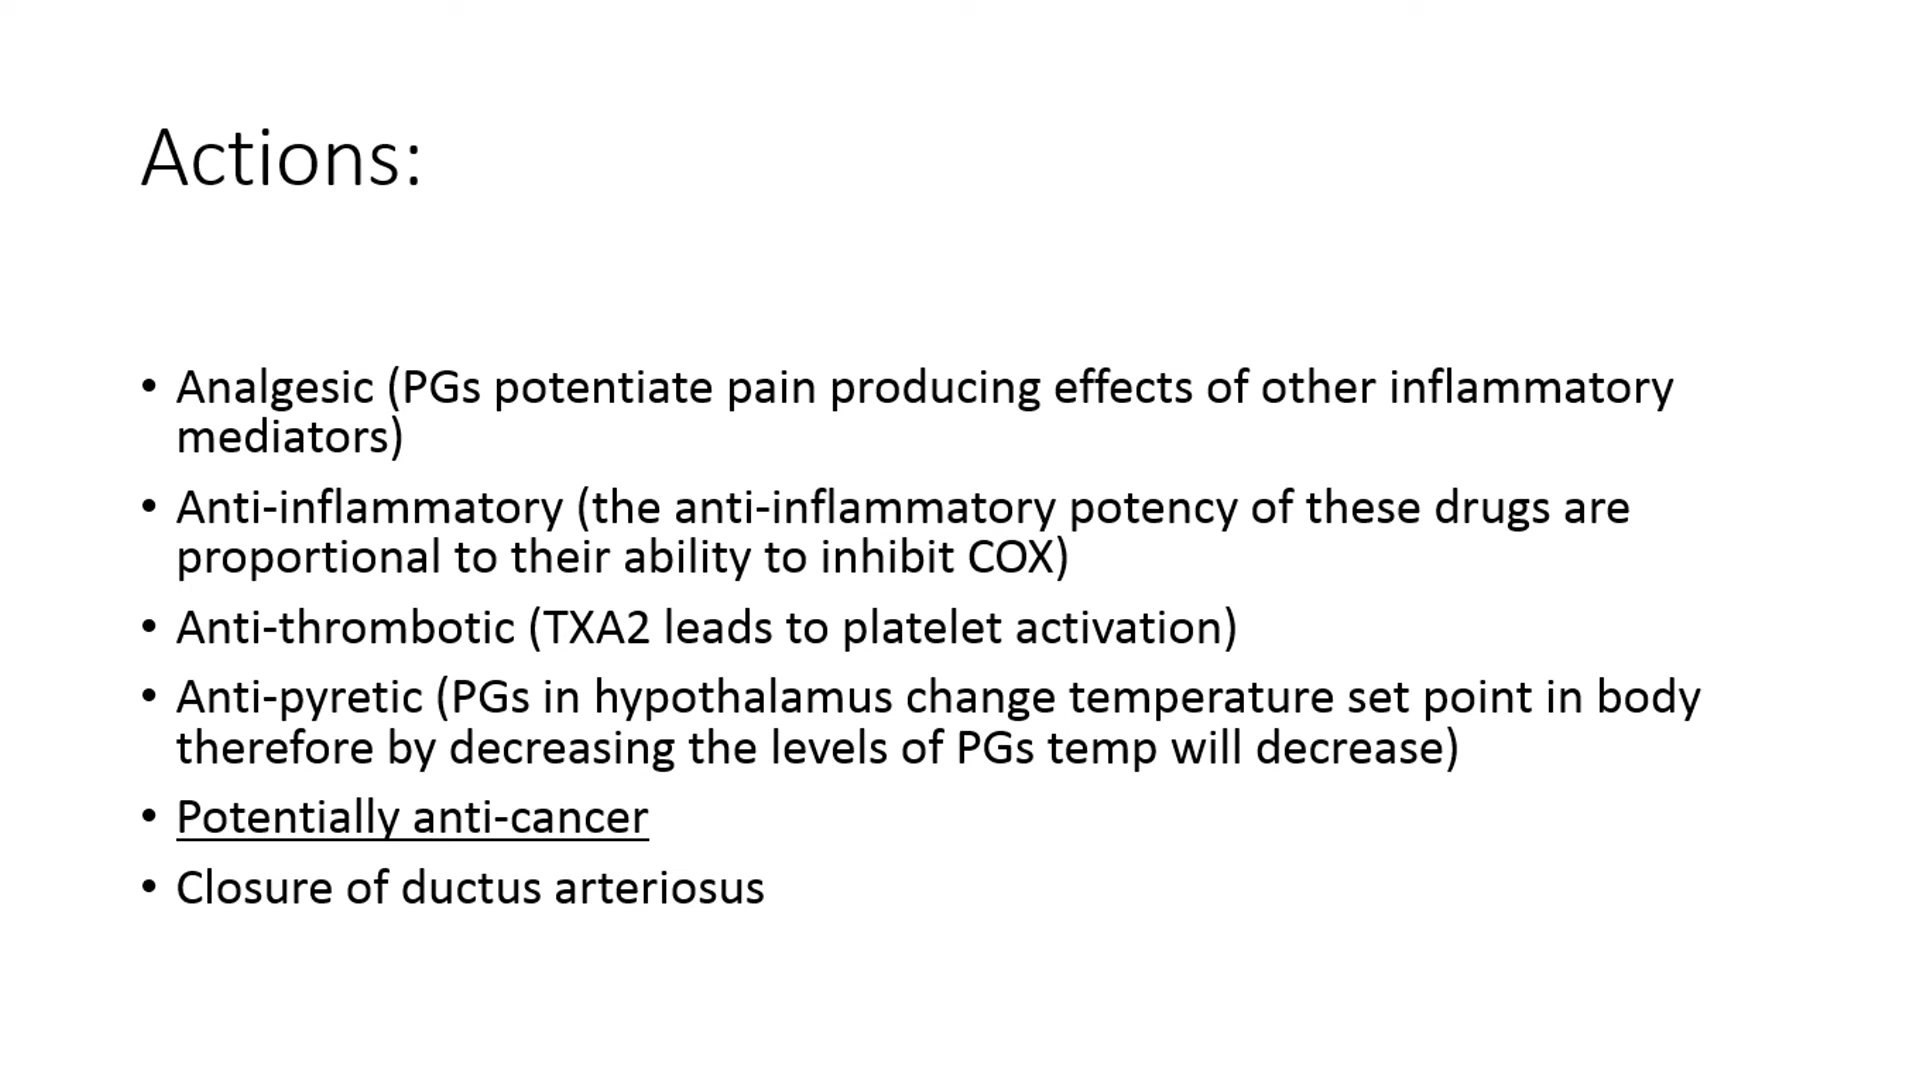 Actions:
• Analgesic (PGs potentiate pain producing effects of other inflammatory
mediators)
• Anti-inflammatory (the anti-inflammatory potency of these drugs are
proportional to their ability to inhibit COX)
• Anti-thrombotic (TXA2 leads to platelet activation)
• Anti-pyretic (PGs in hypothalamus change temperature set point in body
therefore by decreasing the levels of PGs temp will decrease)
• Potentially anti-cancer
• Closure of ductus arteriosus